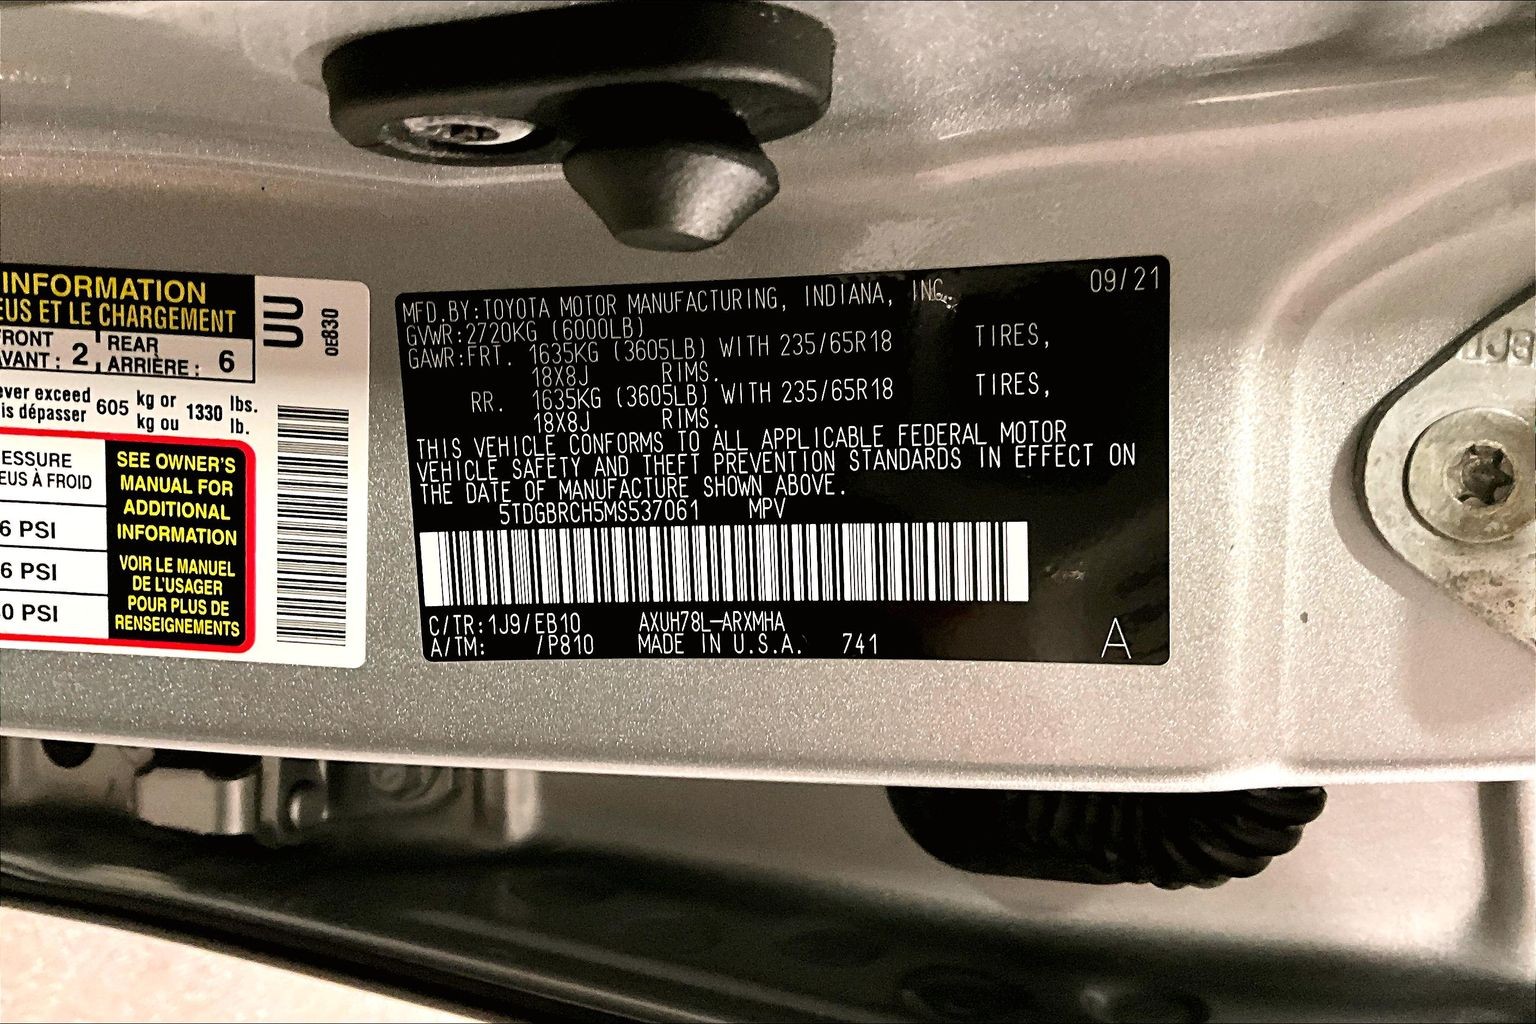 INFORMATION
EUS ET LE CHARGEMENT
FRONT
AVANT : 2
REAR
ARRIÈRE : 6
ever exceed 605 kg or 1330 lbs.
is dépasser kg ou lb.
ESSURE
EUS À FROID
6 PSI
6 PSI
0 PSI
SEE OWNER'S
MANUAL FOR
ADDITIONAL
INFORMATION
VOIR LE MANUEL
DE L'USAGER
POUR PLUS DE
RENSEIGNEMENTS
UU
0E830
09/21
MFD.BY:TOYOTA MOTOR MANUFACTURING, INDIANA, INC.
GVWR:2720KG (6000LB)
GAWR:FRT. 1635KG (3605LB) WITH 235/65R18 TIRES,
18X8J RIMS.
RR. 1635KG (3605LB) WITH 235/65R18 TIRES,
18X8J RIMS.
THIS VEHICLE CONFORMS TO ALL APPLICABLE FEDERAL MOTOR
VEHICLE SAFETY AND THEFT PREVENTION STANDARDS IN EFFECT ON
THE DATE OF MANUFACTURE SHOWN ABOVE.
5TDGBRCH5MS537061 MPV
C/TR:1J9/EB10 AXUH78L-ARXMHA
A/TM: /P810 MADE IN U.S.A. 741
A